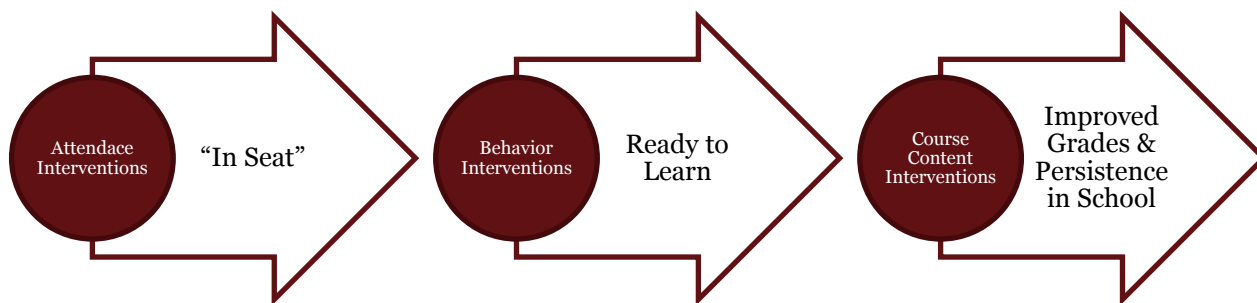 Attendace
Interventions
“In Seat”
Behavior
Interventions
Ready to
Learn
Course
Content
Interventions
Improved
Grades &
Persistence
in School